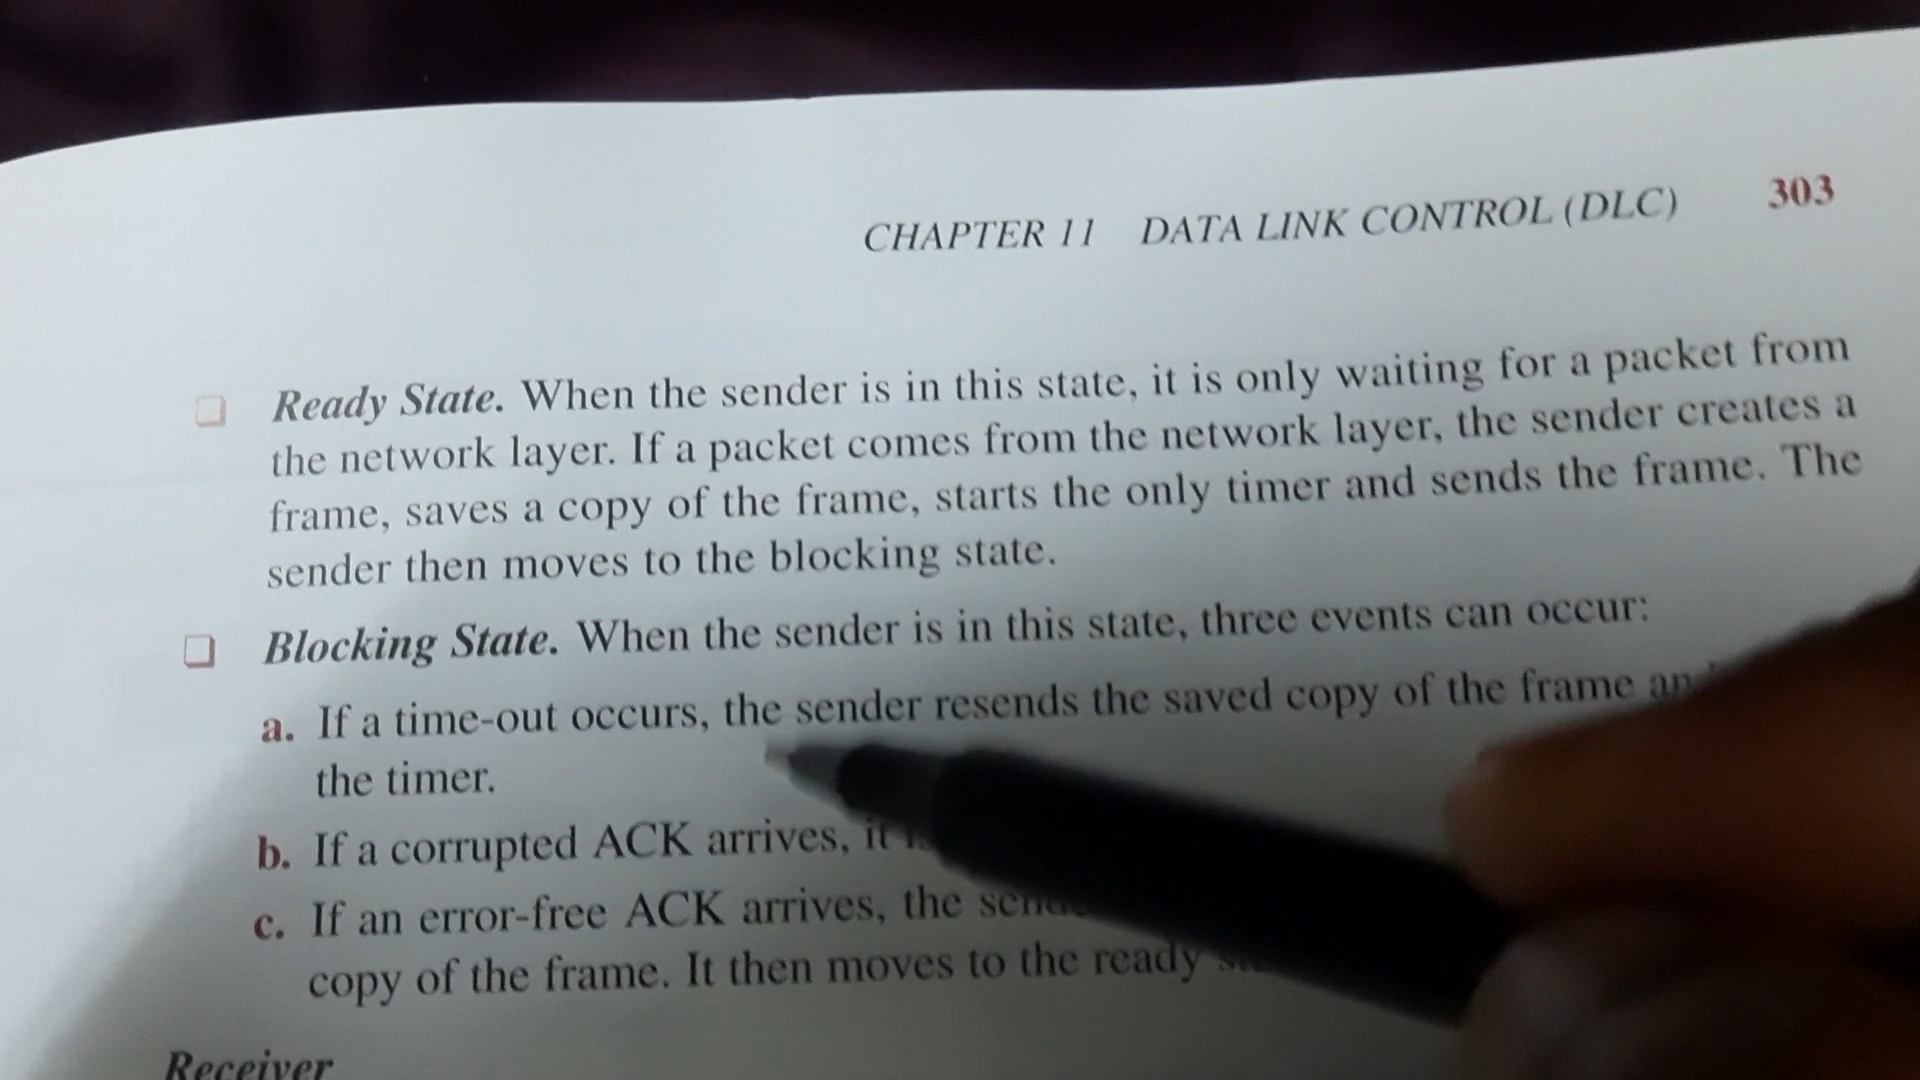 CHAPTER 11 DATA LINK CONTROL (DLC) 303
❑ Ready State. When the sender is in this state, it is only waiting for a packet from
the network layer. If a packet comes from the network layer, the sender creates a
frame, saves a copy of the frame, starts the only timer and sends the frame. The
sender then moves to the blocking state.
❑ Blocking State. When the sender is in this state, three events can occur:
a. If a time-out occurs, the sender resends the saved copy of the frame
the timer.
b. If a corrupted ACK arrives, it
c. If an error-free ACK arrives, the
copy of the frame. It then moves to the ready
Receiver